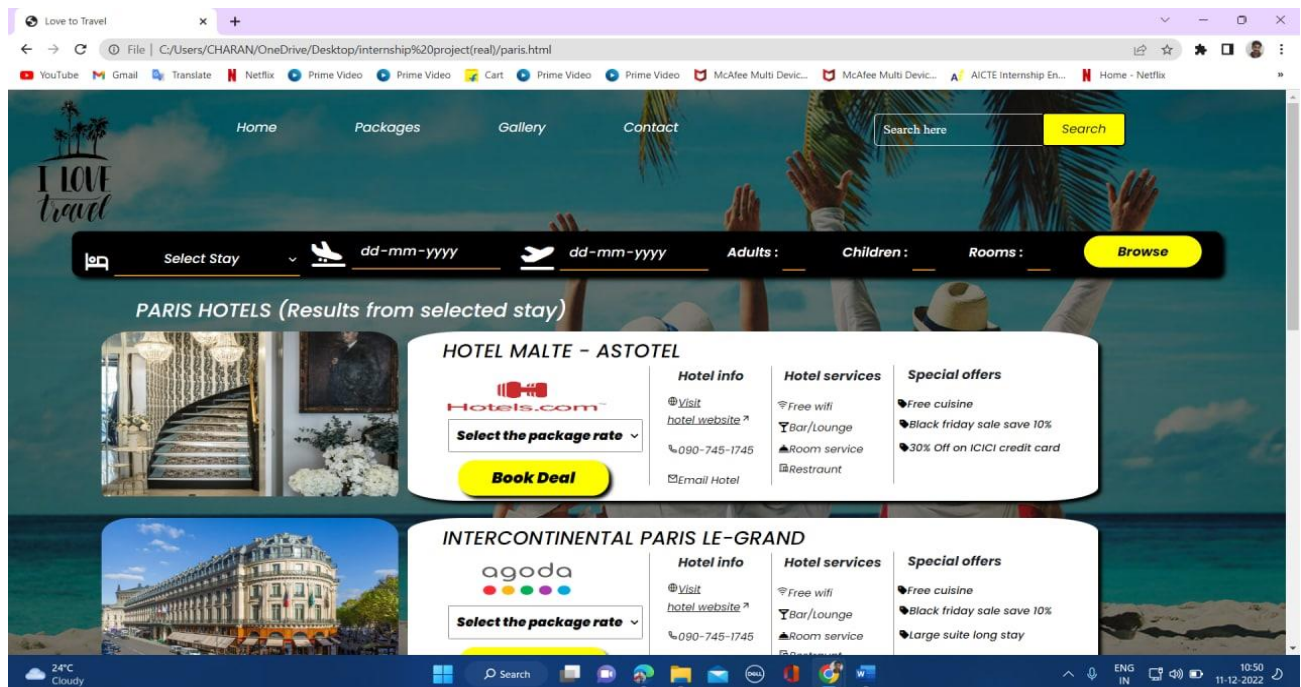 Love to Travel
File | C:/Users/CHARAN/OneDrive/Desktop/internship%20project(real)/paris.html
YouTube Gmail Translate Netflix Prime Video Prime Video Cart Prime Video Prime Video McAfee Multi Devic... McAfee Multi Devic... AICTE Internship En... Home - Netflix »
Home Packages Gallery Contact Search here Search
I LOVE
travel
Select Stay dd-mm-yyyy dd-mm-yyyy Adults : Children : Rooms : Browse
PARIS HOTELS (Results from selected stay)
HOTEL MALTE - ASTOTEL
Hotels.com
Select the package rate
Book Deal
Hotel info
Visit
hotel website
090-745-1745
Email Hotel
Hotel services
Free wifi
Bar/Lounge
Room service
Restraunt
Special offers
Free cuisine
Black friday sale save 10%
30% Off on ICICI credit card
INTERCONTINENTAL PARIS LE-GRAND
agoda
Select the package rate
Hotel info
Visit
hotel website
090-745-1745
Hotel services
Free wifi
Bar/Lounge
Room service
Restraunt
Special offers
Free cuisine
Black friday sale save 10%
Large suite long stay
24°C
Cloudy
Search
DELL
ENG
IN
10:50
11-12-2022